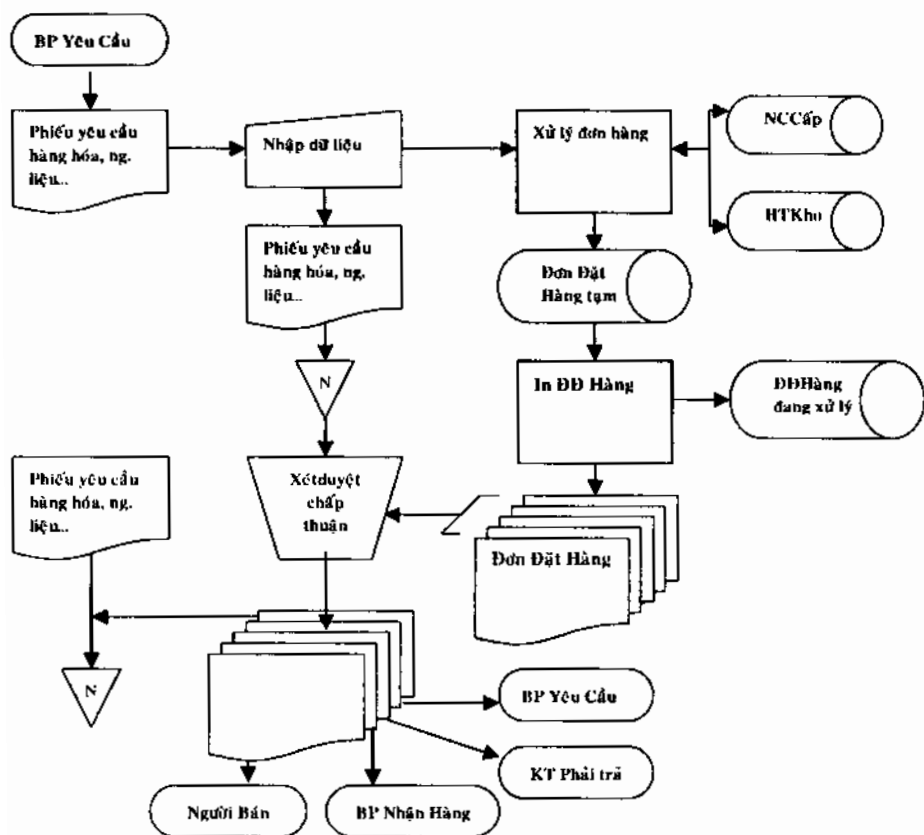 BP Yêu Cầu
Phiếu yêu cầu
hàng hóa, ng.
liệu...
Nhập dữ liệu
Xử lý đơn hàng
NCCấp
HTKho
Phiếu yêu cầu
hàng hóa, ng.
liệu...
Đơn Đặt
Hàng tạm
N
In ĐĐ Hàng
ĐĐHàng
đang xử lý
Phiếu yêu cầu
hàng hóa, ng.
liệu...
Xétduyệt
chấp
thuận
Đơn Đặt Hàng
N
BP Yêu Cầu
KT Phải trả
Người Bán
BP Nhận Hàng